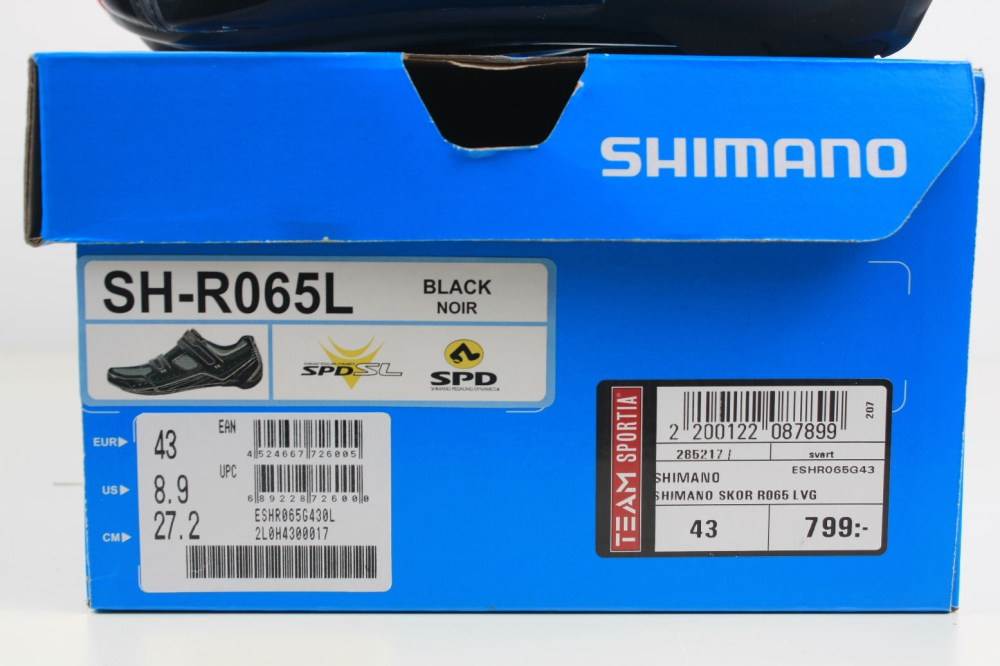 SHIMANO
SH-R065L
BLACK
NOIR
SPD-SL
SPD
EUR▶ 43
US▶ 8.9
CM▶ 27.2
EAN
4 524667 726005
UPC
6 89228 72600 0
ESHR065G430L
2L0H4300017
TEAM SPORTIA
2 200122 087899
207
285217 / svart
ESHR065G43
SHIMANO
SHIMANO SKOR R065 LVG
43 799:-